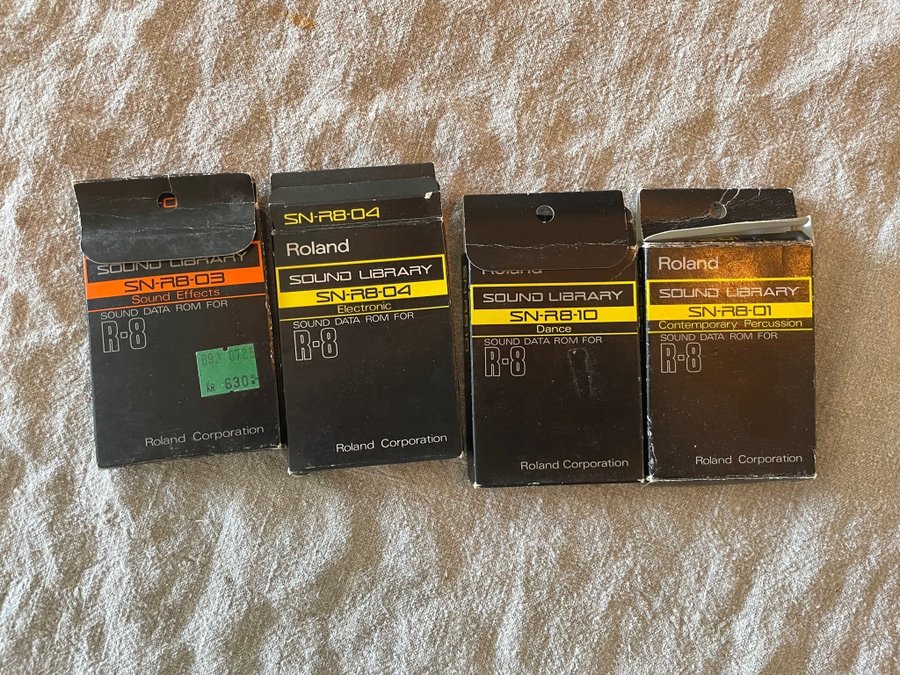 SOUND LIBRARY
SN-R8-03
Sound Effects
SOUND DATA ROM FOR
R-8
KR 630:-
Roland Corporation
SN-R8-04
Roland
SOUND LIBRARY
SN-R8-04
Electronic
SOUND DATA ROM FOR
R-8
Roland Corporation
Roland
SOUND LIBRARY
SN-R8-10
Dance
SOUND DATA ROM FOR
R-8
Roland Corporation
Roland
SOUND LIBRARY
SN-R8-01
Contemporary Percussion
SOUND DATA ROM FOR
R-8
Roland Corporation